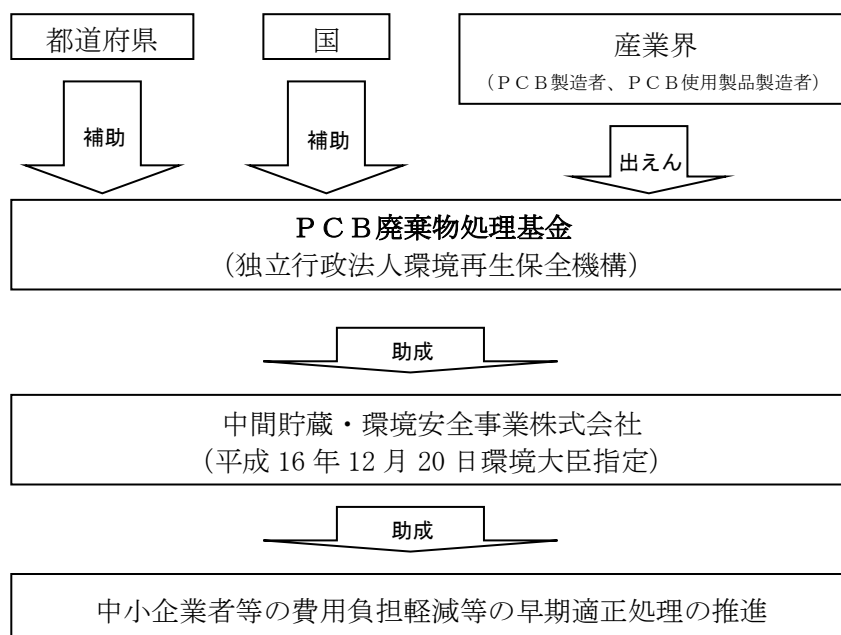 都道府県
国
産業界
（ＰＣＢ製造者、ＰＣＢ使用製品製造者）
補助
補助
出えん
ＰＣＢ廃棄物処理基金
（独立行政法人環境再生保全機構）
助成
中間貯蔵・環境安全事業株式会社
（平成 16 年 12 月 20 日環境大臣指定）
助成
中小企業者等の費用負担軽減等の早期適正処理の推進